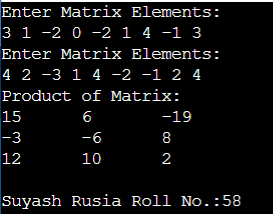 Enter Matrix Elements:
3 1 -2 0 -2 1 4 -1 3
Enter Matrix Elements:
4 2 -3 1 4 -2 -1 2 4
Product of Matrix:
15 6 -19
-3 -6 8
12 10 2
Suyash Rusia Roll No.:58